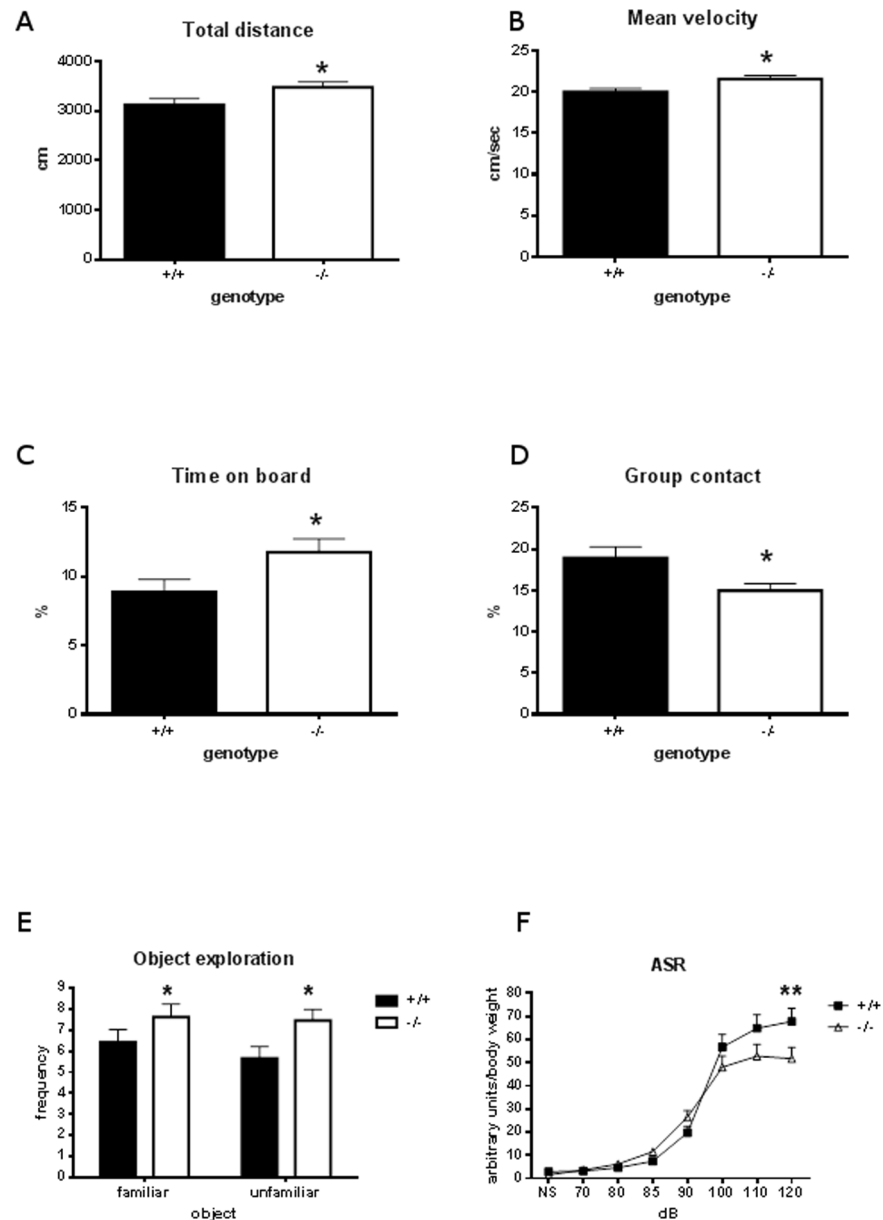 A
Total distance
4000
3000
2000
1000
0
cm
*
+/+
-/-
genotype
B
Mean velocity
25
20
15
10
5
0
cm/sec
*
+/+
-/-
genotype
C
Time on board
15
10
5
0
%
*
+/+
-/-
genotype
D
Group contact
25
20
15
10
5
0
%
*
+/+
-/-
genotype
E
Object exploration
9
8
7
6
5
4
3
2
1
0
frequency
* *
+/+
-/-
familiar unfamiliar
object
F
ASR
80
70
60
50
40
30
20
10
0
arbitrary units/body weight
**
+/+
-/-
NS 70 80 85 90 100 110 120
dB